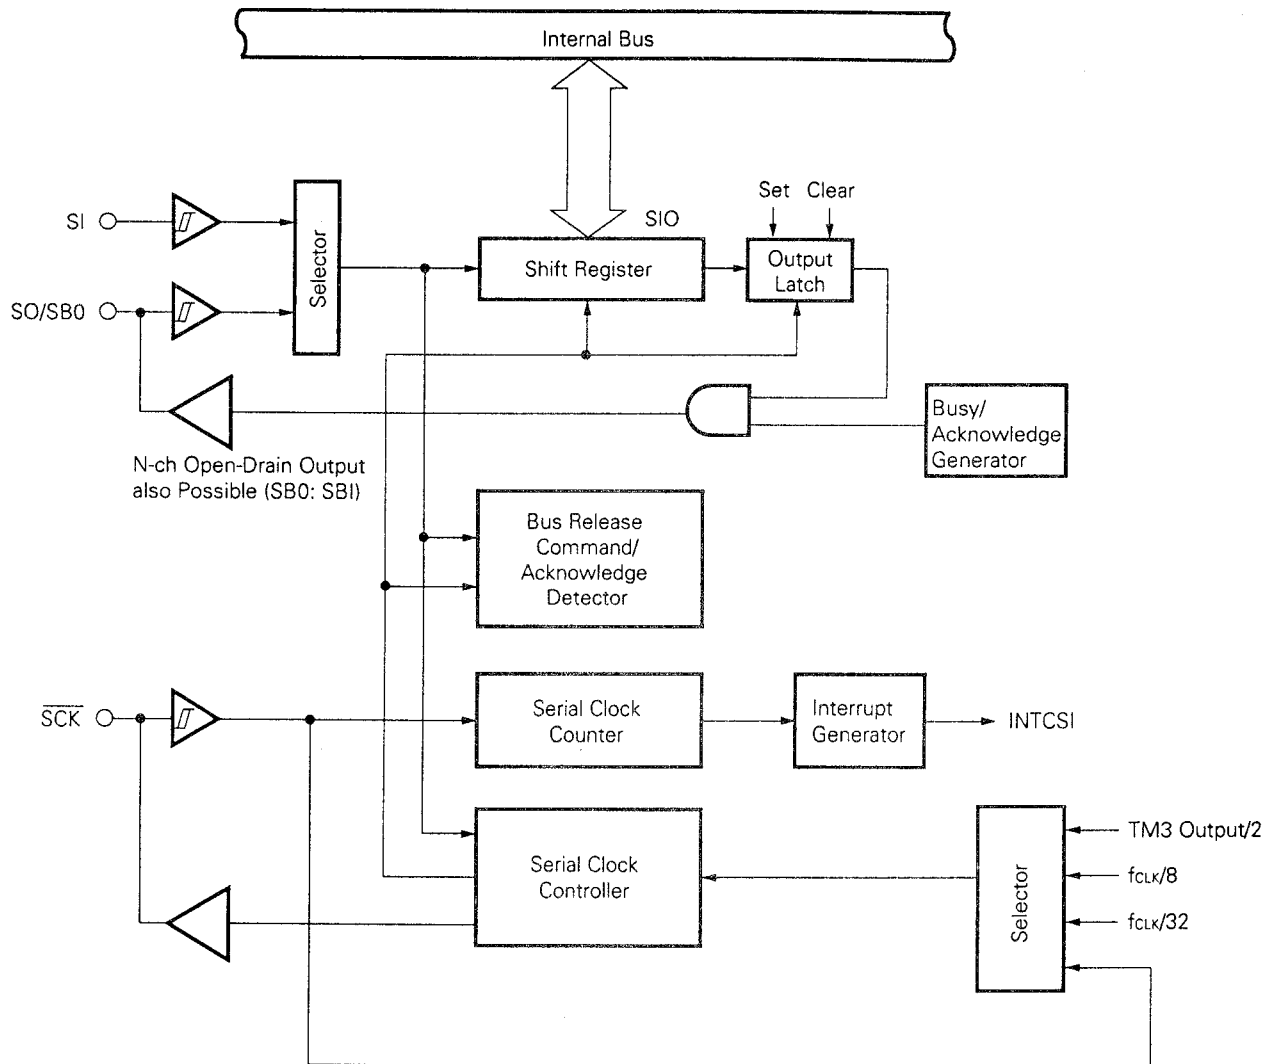 Internal Bus
Set Clear
SI
Selector
SIO
Shift Register
Output
Latch
SO/SB0
Busy/
Acknowledge
Generator
N-ch Open-Drain Output
also Possible (SB0: SBI)
Bus Release
Command/
Acknowledge
Detector
SCK
Serial Clock
Counter
Interrupt
Generator
INTCSI
Serial Clock
Controller
Selector
TM3 Output/2
fCLK/8
fCLK/32